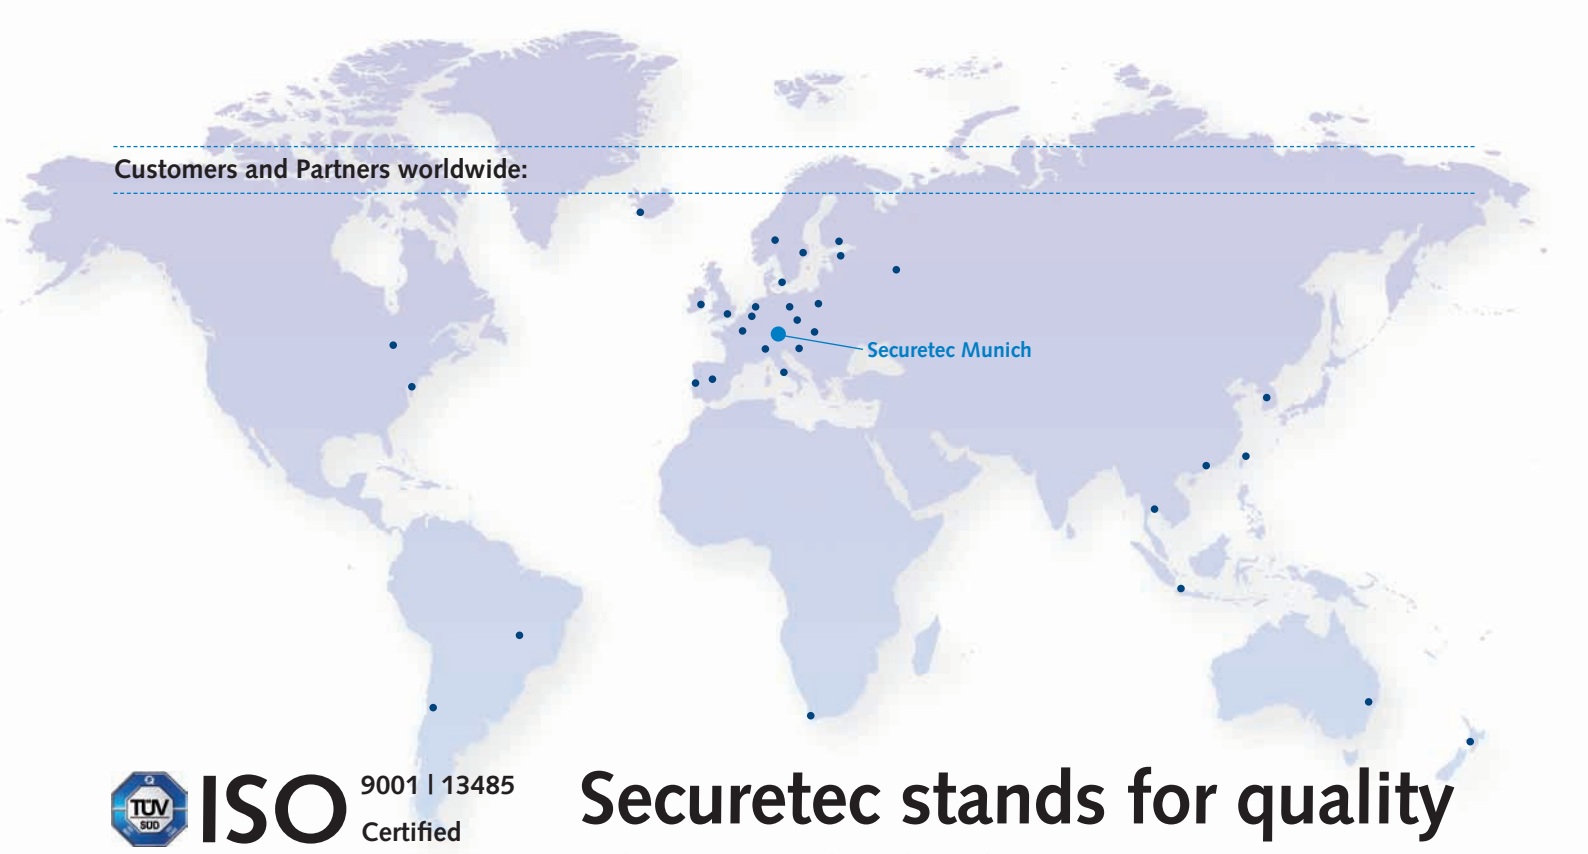 Customers and Partners worldwide:
Securetec Munich
Q
TÜV
SÜD
ISO
9001 | 13485
Certified
Securetec stands for quality